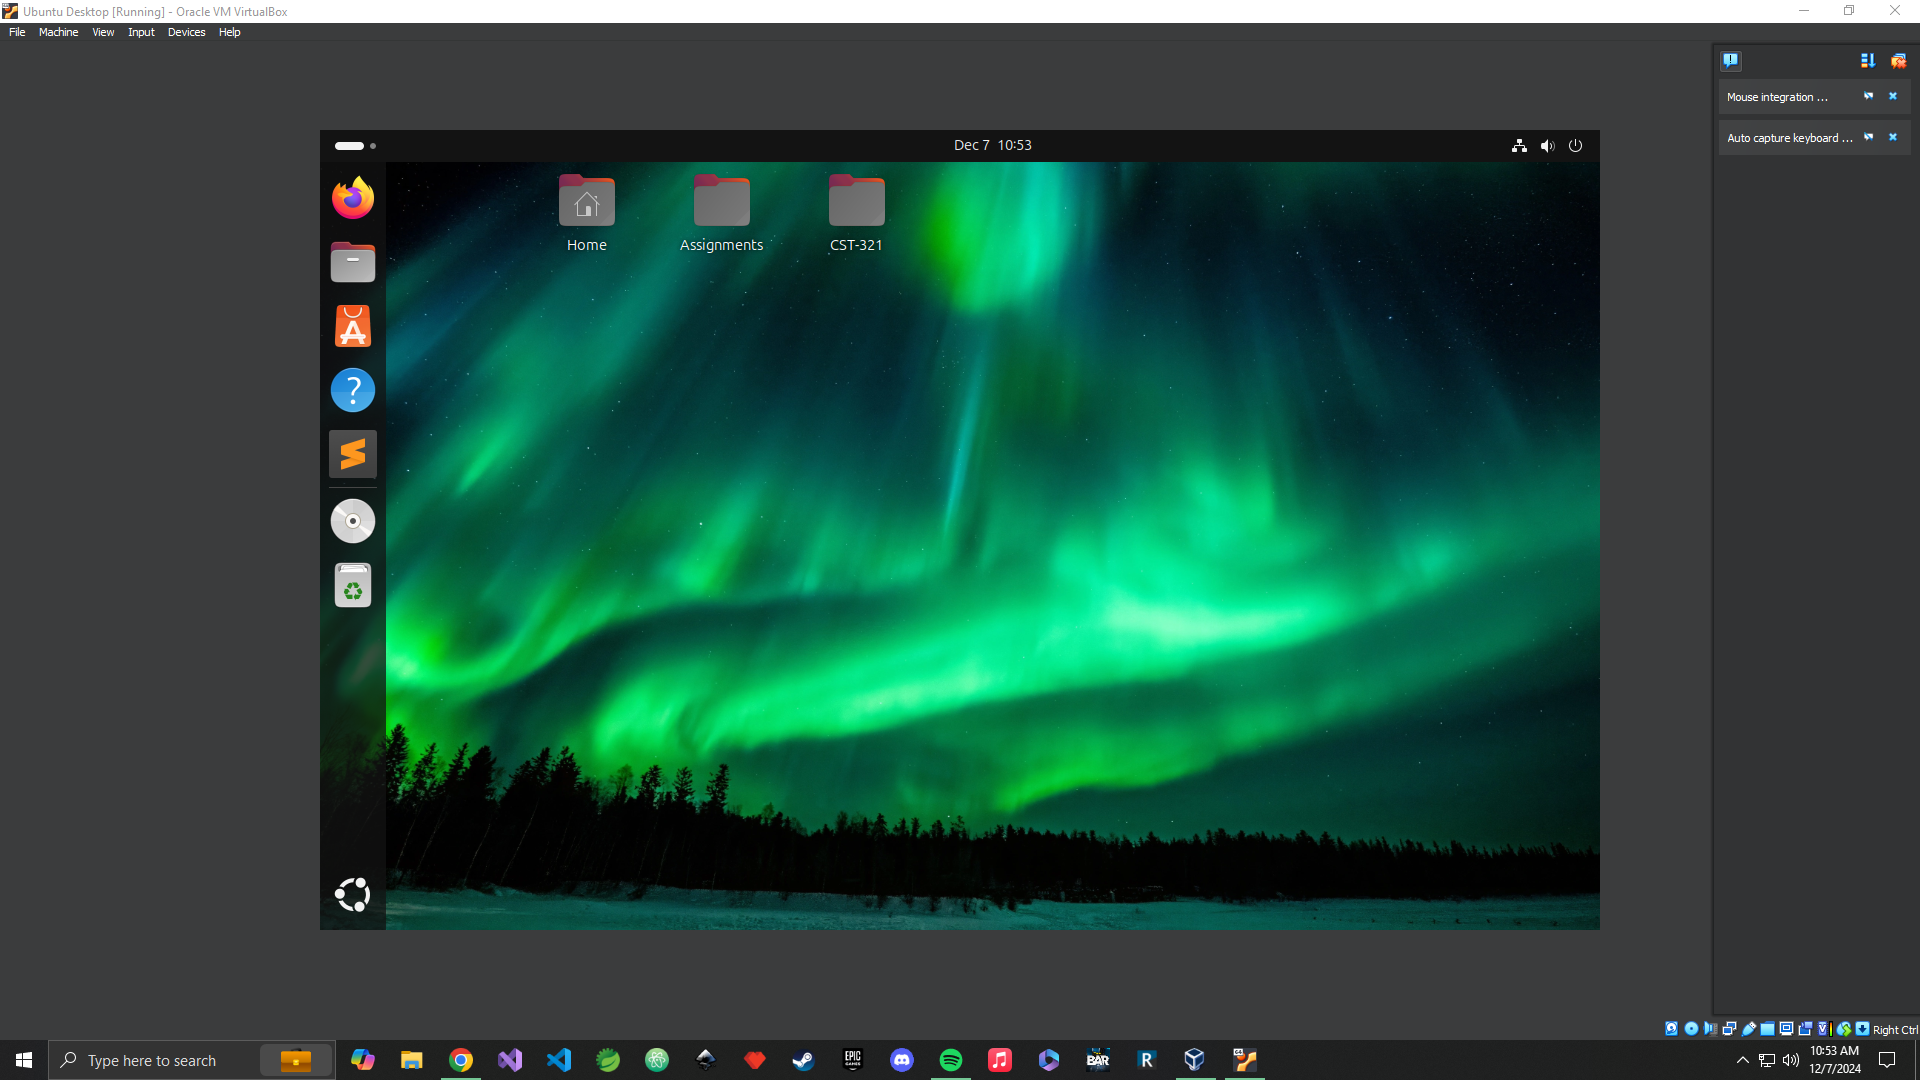 Ubuntu Desktop [Running] - Oracle VM VirtualBox
File Machine View Input Devices Help
Mouse integration ...
Auto capture keyboard ...
Dec 7 10:53
Home
Assignments
CST-321
Right Ctrl
Type here to search
EPIC
GAMES
BAR
R
10:53 AM
12/7/2024